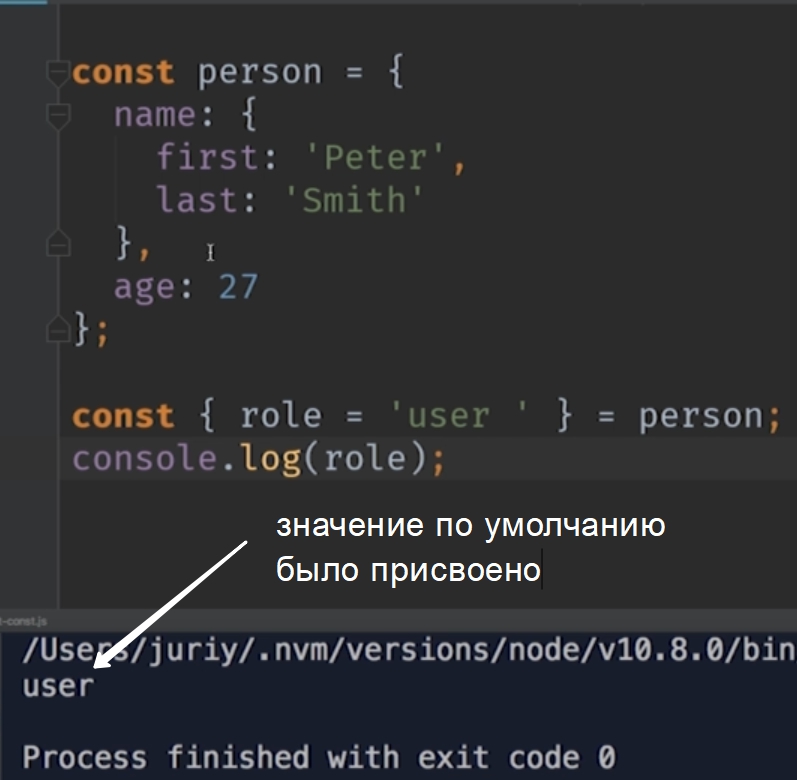 const person = {
name: {
first: 'Peter',
last: 'Smith'
},
age: 27
};
const { role = 'user ' } = person;
console.log(role);
значение по умолчанию
было присвоено
t-const.js
/Users/juriy/.nvm/versions/node/v10.8.0/bin
user
Process finished with exit code 0